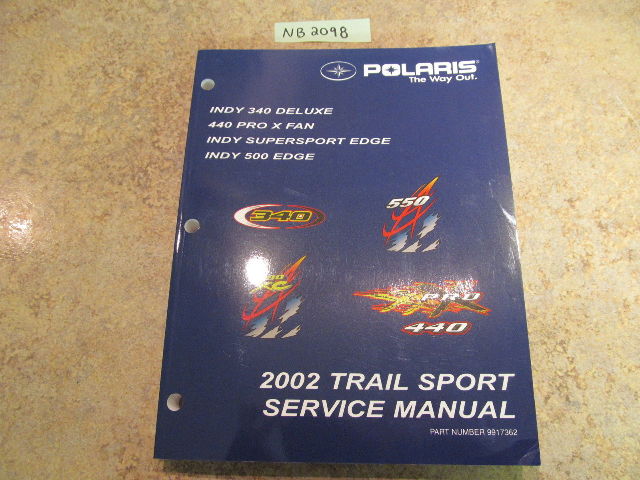 NB 2098
POLARIS®
The Way Out.
INDY 340 DELUXE
440 PRO X FAN
INDY SUPERSPORT EDGE
INDY 500 EDGE
340
550
XC
PRO X
440
2002 TRAIL SPORT
SERVICE MANUAL
PART NUMBER 9917362